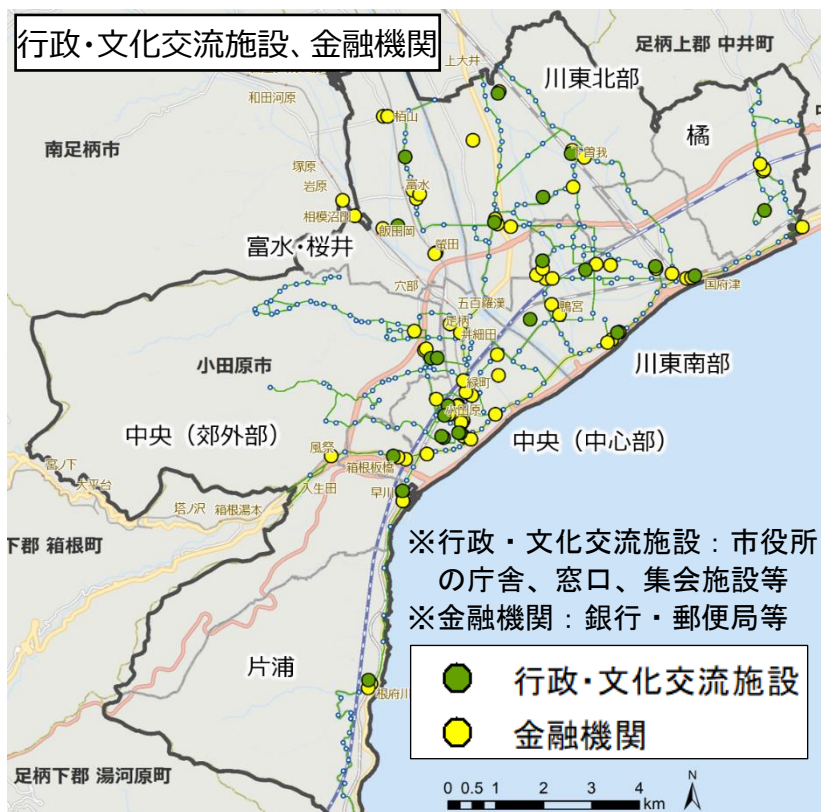 行政・文化交流施設、金融機関
足柄上郡 中井町
上大井
川東北部
和田河原
栢山
橘
南足柄市
曽我
塚原
岩原
富水
相模沼田
飯田岡
富水・桜井
螢田
穴部
国府津
五百羅漢
足柄
鴨宮
井細田
小田原市
川東南部
緑町
小田原
中央（郊外部）
中央（中心部）
風祭
箱根板橋
宮ノ下
大平台
入生田
早川
塔ノ沢
箱根湯本
下郡 箱根町
※行政・文化交流施設：市役所
の庁舎、窓口、集会施設等
※金融機関：銀行・郵便局等
片浦
根府川
行政・文化交流施設
金融機関
足柄下郡 湯河原町
0 0.5 1 2 3 4
km
N